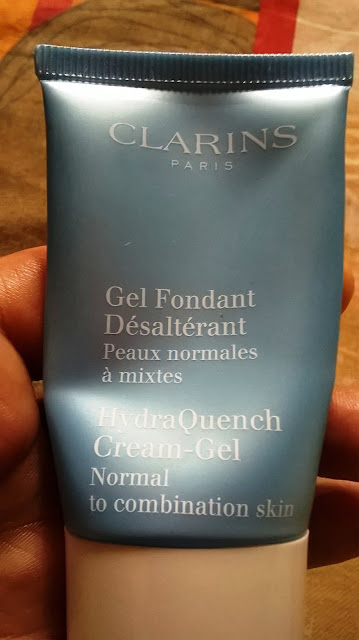 CLARINS
PARIS
Gel Fondant
Désaltérant
Peaux normales
à mixtes
HydraQuench
Cream-Gel
Normal
to combination skin